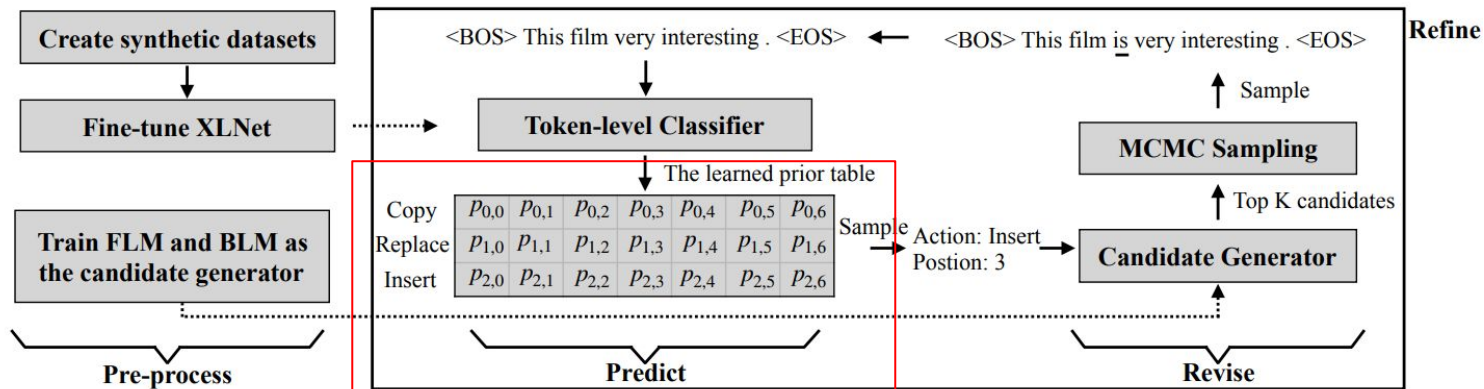 Create synthetic datasets
Fine-tune XLNet
Train FLM and BLM as
the candidate generator
Pre-process
<BOS> This film very interesting . <EOS>
Token-level Classifier
The learned prior table
Copy p0,0 p0,1 p0,2 p0,3 p0,4 p0,5 p0,6
Replace p1,0 p1,1 p1,2 p1,3 p1,4 p1,5 p1,6
Insert p2,0 p2,1 p2,2 p2,3 p2,4 p2,5 p2,6
Predict
Sample
Action: Insert
Postion: 3
<BOS> This film is very interesting . <EOS>
Sample
MCMC Sampling
Top K candidates
Candidate Generator
Revise
Refine